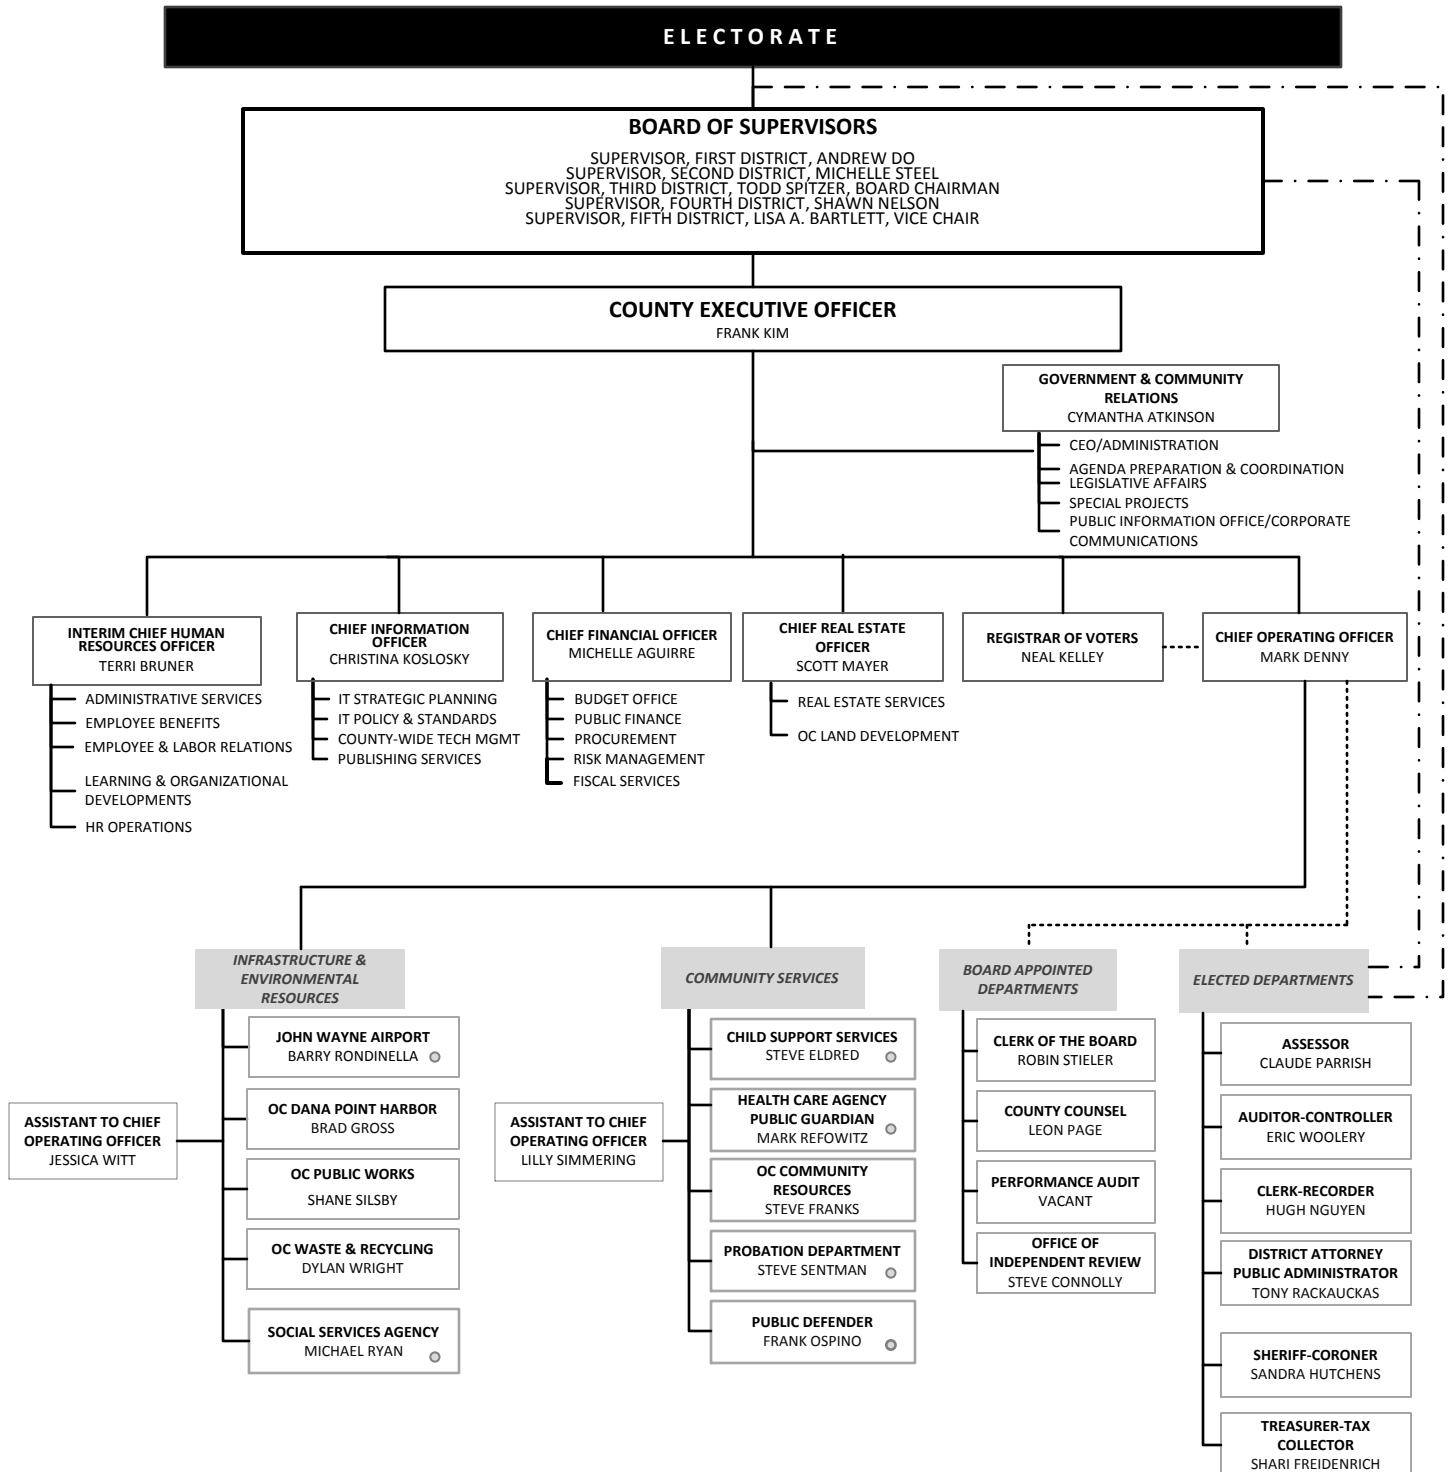 ELECTORATE
BOARD OF SUPERVISORS
SUPERVISOR, FIRST DISTRICT, ANDREW DO
SUPERVISOR, SECOND DISTRICT, MICHELLE STEEL
SUPERVISOR, THIRD DISTRICT, TODD SPITZER, BOARD CHAIRMAN
SUPERVISOR, FOURTH DISTRICT, SHAWN NELSON
SUPERVISOR, FIFTH DISTRICT, LISA A. BARTLETT, VICE CHAIR
COUNTY EXECUTIVE OFFICER
FRANK KIM
GOVERNMENT & COMMUNITY
RELATIONS
CYMANTHA ATKINSON
CEO/ADMINISTRATION
AGENDA PREPARATION & COORDINATION
LEGISLATIVE AFFAIRS
SPECIAL PROJECTS
PUBLIC INFORMATION OFFICE/CORPORATE
COMMUNICATIONS
INTERIM CHIEF HUMAN
RESOURCES OFFICER
TERRI BRUNER
ADMINISTRATIVE SERVICES
EMPLOYEE BENEFITS
EMPLOYEE & LABOR RELATIONS
LEARNING & ORGANIZATIONAL
DEVELOPMENTS
HR OPERATIONS
CHIEF INFORMATION
OFFICER
CHRISTINA KOSLOSKY
IT STRATEGIC PLANNING
IT POLICY & STANDARDS
COUNTY-WIDE TECH MGMT
PUBLISHING SERVICES
CHIEF FINANCIAL OFFICER
MICHELLE AGUIRRE
BUDGET OFFICE
PUBLIC FINANCE
PROCUREMENT
RISK MANAGEMENT
FISCAL SERVICES
CHIEF REAL ESTATE
OFFICER
SCOTT MAYER
REAL ESTATE SERVICES
OC LAND DEVELOPMENT
REGISTRAR OF VOTERS
NEAL KELLEY
CHIEF OPERATING OFFICER
MARK DENNY
INFRASTRUCTURE &
ENVIRONMENTAL
RESOURCES
JOHN WAYNE AIRPORT
BARRY RONDINELLA
OC DANA POINT HARBOR
BRAD GROSS
ASSISTANT TO CHIEF
OPERATING OFFICER
JESSICA WITT
OC PUBLIC WORKS
SHANE SILSBY
OC WASTE & RECYCLING
DYLAN WRIGHT
SOCIAL SERVICES AGENCY
MICHAEL RYAN
COMMUNITY SERVICES
CHILD SUPPORT SERVICES
STEVE ELDRED
HEALTH CARE AGENCY
PUBLIC GUARDIAN
MARK REFOWITZ
ASSISTANT TO CHIEF
OPERATING OFFICER
LILLY SIMMERING
OC COMMUNITY
RESOURCES
STEVE FRANKS
PROBATION DEPARTMENT
STEVE SENTMAN
PUBLIC DEFENDER
FRANK OSPINO
BOARD APPOINTED
DEPARTMENTS
CLERK OF THE BOARD
ROBIN STIELER
COUNTY COUNSEL
LEON PAGE
PERFORMANCE AUDIT
VACANT
OFFICE OF
INDEPENDENT REVIEW
STEVE CONNOLLY
ELECTED DEPARTMENTS
ASSESSOR
CLAUDE PARRISH
AUDITOR-CONTROLLER
ERIC WOOLERY
CLERK-RECORDER
HUGH NGUYEN
DISTRICT ATTORNEY
PUBLIC ADMINISTRATOR
TONY RACKAUCKAS
SHERIFF-CORONER
SANDRA HUTCHENS
TREASURER-TAX
COLLECTOR
SHARI FREIDENRICH